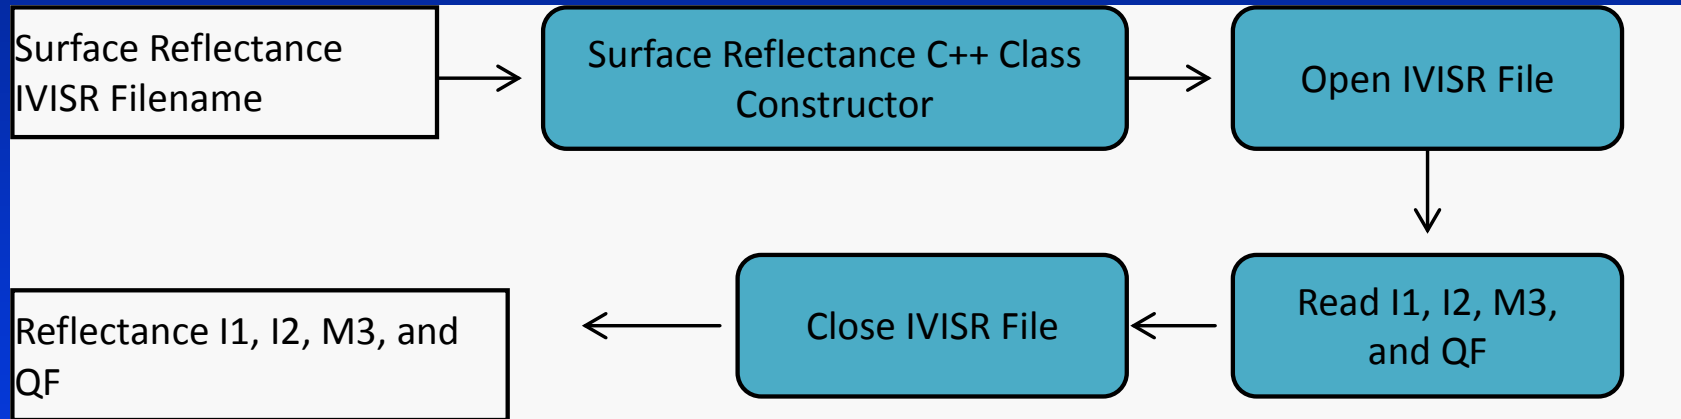 Surface Reflectance
IVISR Filename
Surface Reflectance C++ Class
Constructor
Open IVISR File
Read I1, I2, M3,
and QF
Close IVISR File
Reflectance I1, I2, M3, and
QF